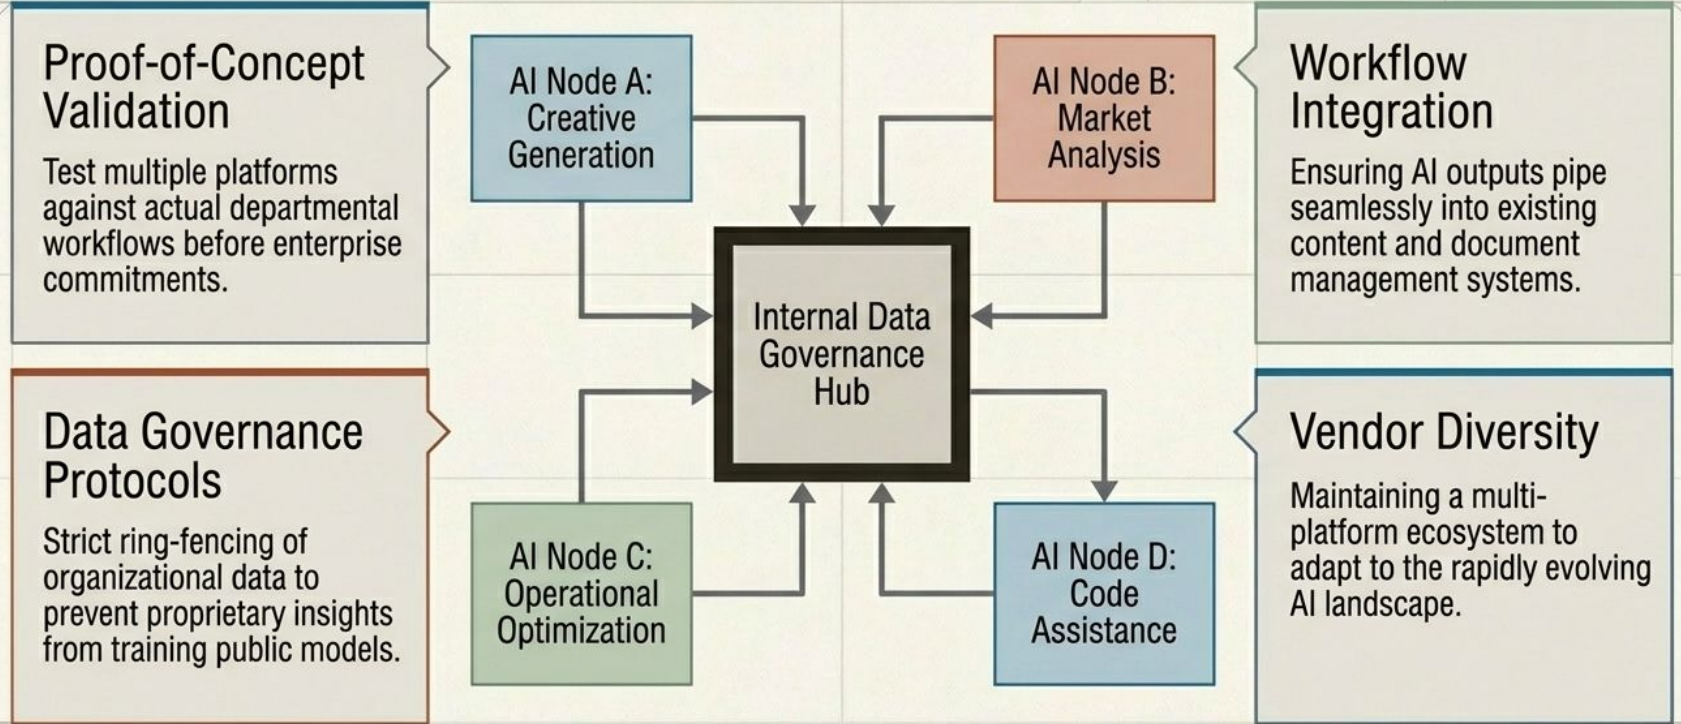 Proof-of-Concept
Validation
Test multiple platforms
against actual departmental
workflows before enterprise
commitments.
AI Node A:
Creative
Generation
AI Node B:
Market
Analysis
Workflow
Integration
Ensuring AI outputs pipe
seamlessly into existing
content and document
management systems.
Internal Data
Governance
Hub
Data Governance
Protocols
Strict ring-fencing of
organizational data to
prevent proprietary insights
from training public models.
AI Node C:
Operational
Optimization
AI Node D:
Code
Assistance
Vendor Diversity
Maintaining a multi-
platform ecosystem to
adapt to the rapidly evolving
AI landscape.